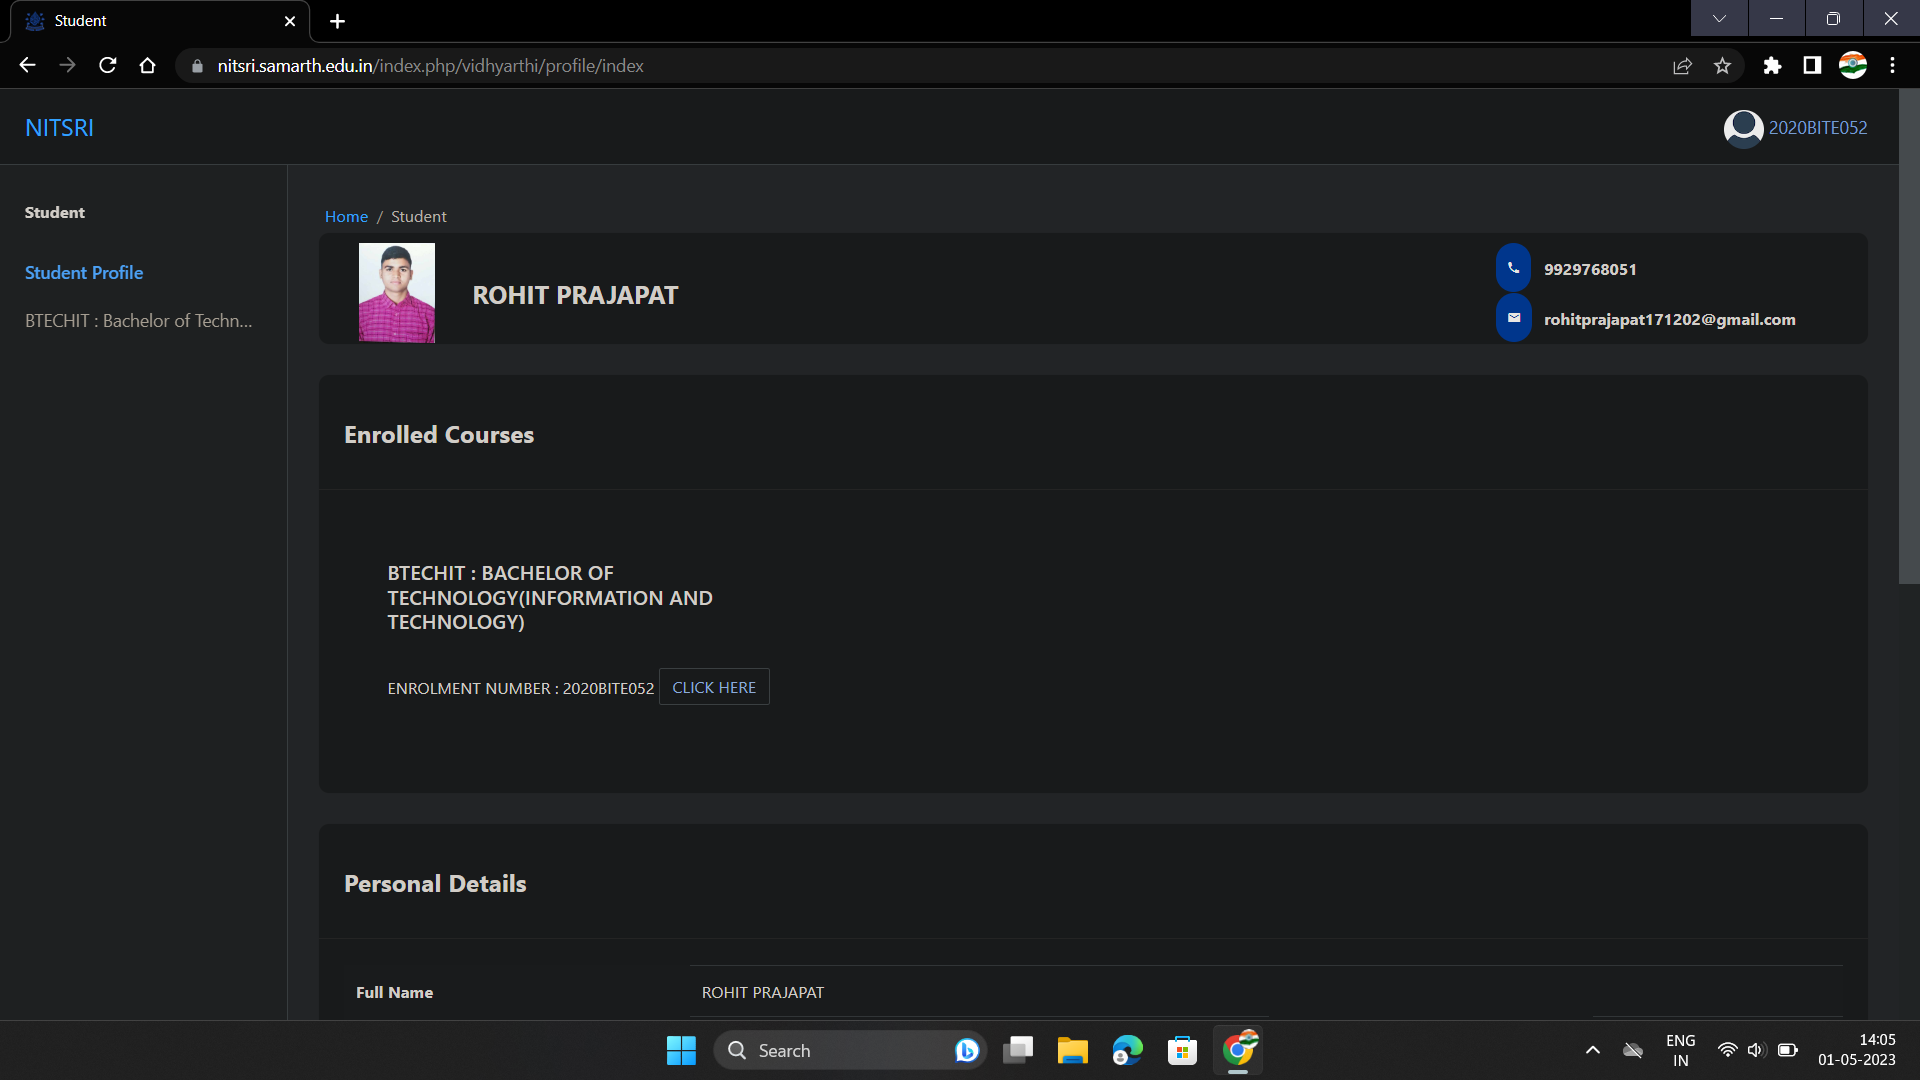 Student
nitsri.samarth.edu.in/index.php/vidhyarthi/profile/index
NITSRI
2020BITE052
Student
Student Profile
BTECHIT : Bachelor of Techn...
Home / Student
ROHIT PRAJAPAT
9929768051
rohitprajapat171202@gmail.com
Enrolled Courses
BTECHIT : BACHELOR OF
TECHNOLOGY(INFORMATION AND
TECHNOLOGY)
ENROLMENT NUMBER : 2020BITE052 CLICK HERE
Personal Details
Full Name ROHIT PRAJAPAT
Search
ENG
IN
14:05
01-05-2023